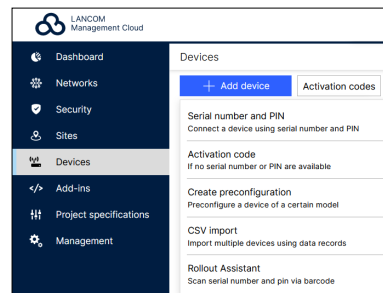 LANCOM
Management Cloud
Dashboard
Networks
Security
Sites
Devices
Add-ins
Project specifications
Management
Devices
+ Add device
Activation codes
Serial number and PIN
Connect a device using serial number and PIN
Activation code
If no serial number or PIN are available
Create preconfiguration
Preconfigure a device of a certain model
CSV import
Import multiple devices using data records
Rollout Assistant
Scan serial number and pin via barcode